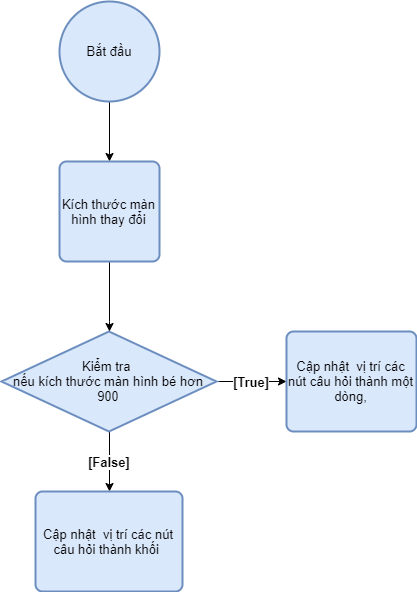 Bắt đầu
Kích thước màn
hình thay đổi
Kiểm tra
nếu kích thước màn hình bé hơn
900
[True]
Cập nhật vị trí các
nút câu hỏi thành một
dòng,
[False]
Cập nhật vị trí các nút
câu hỏi thành khối